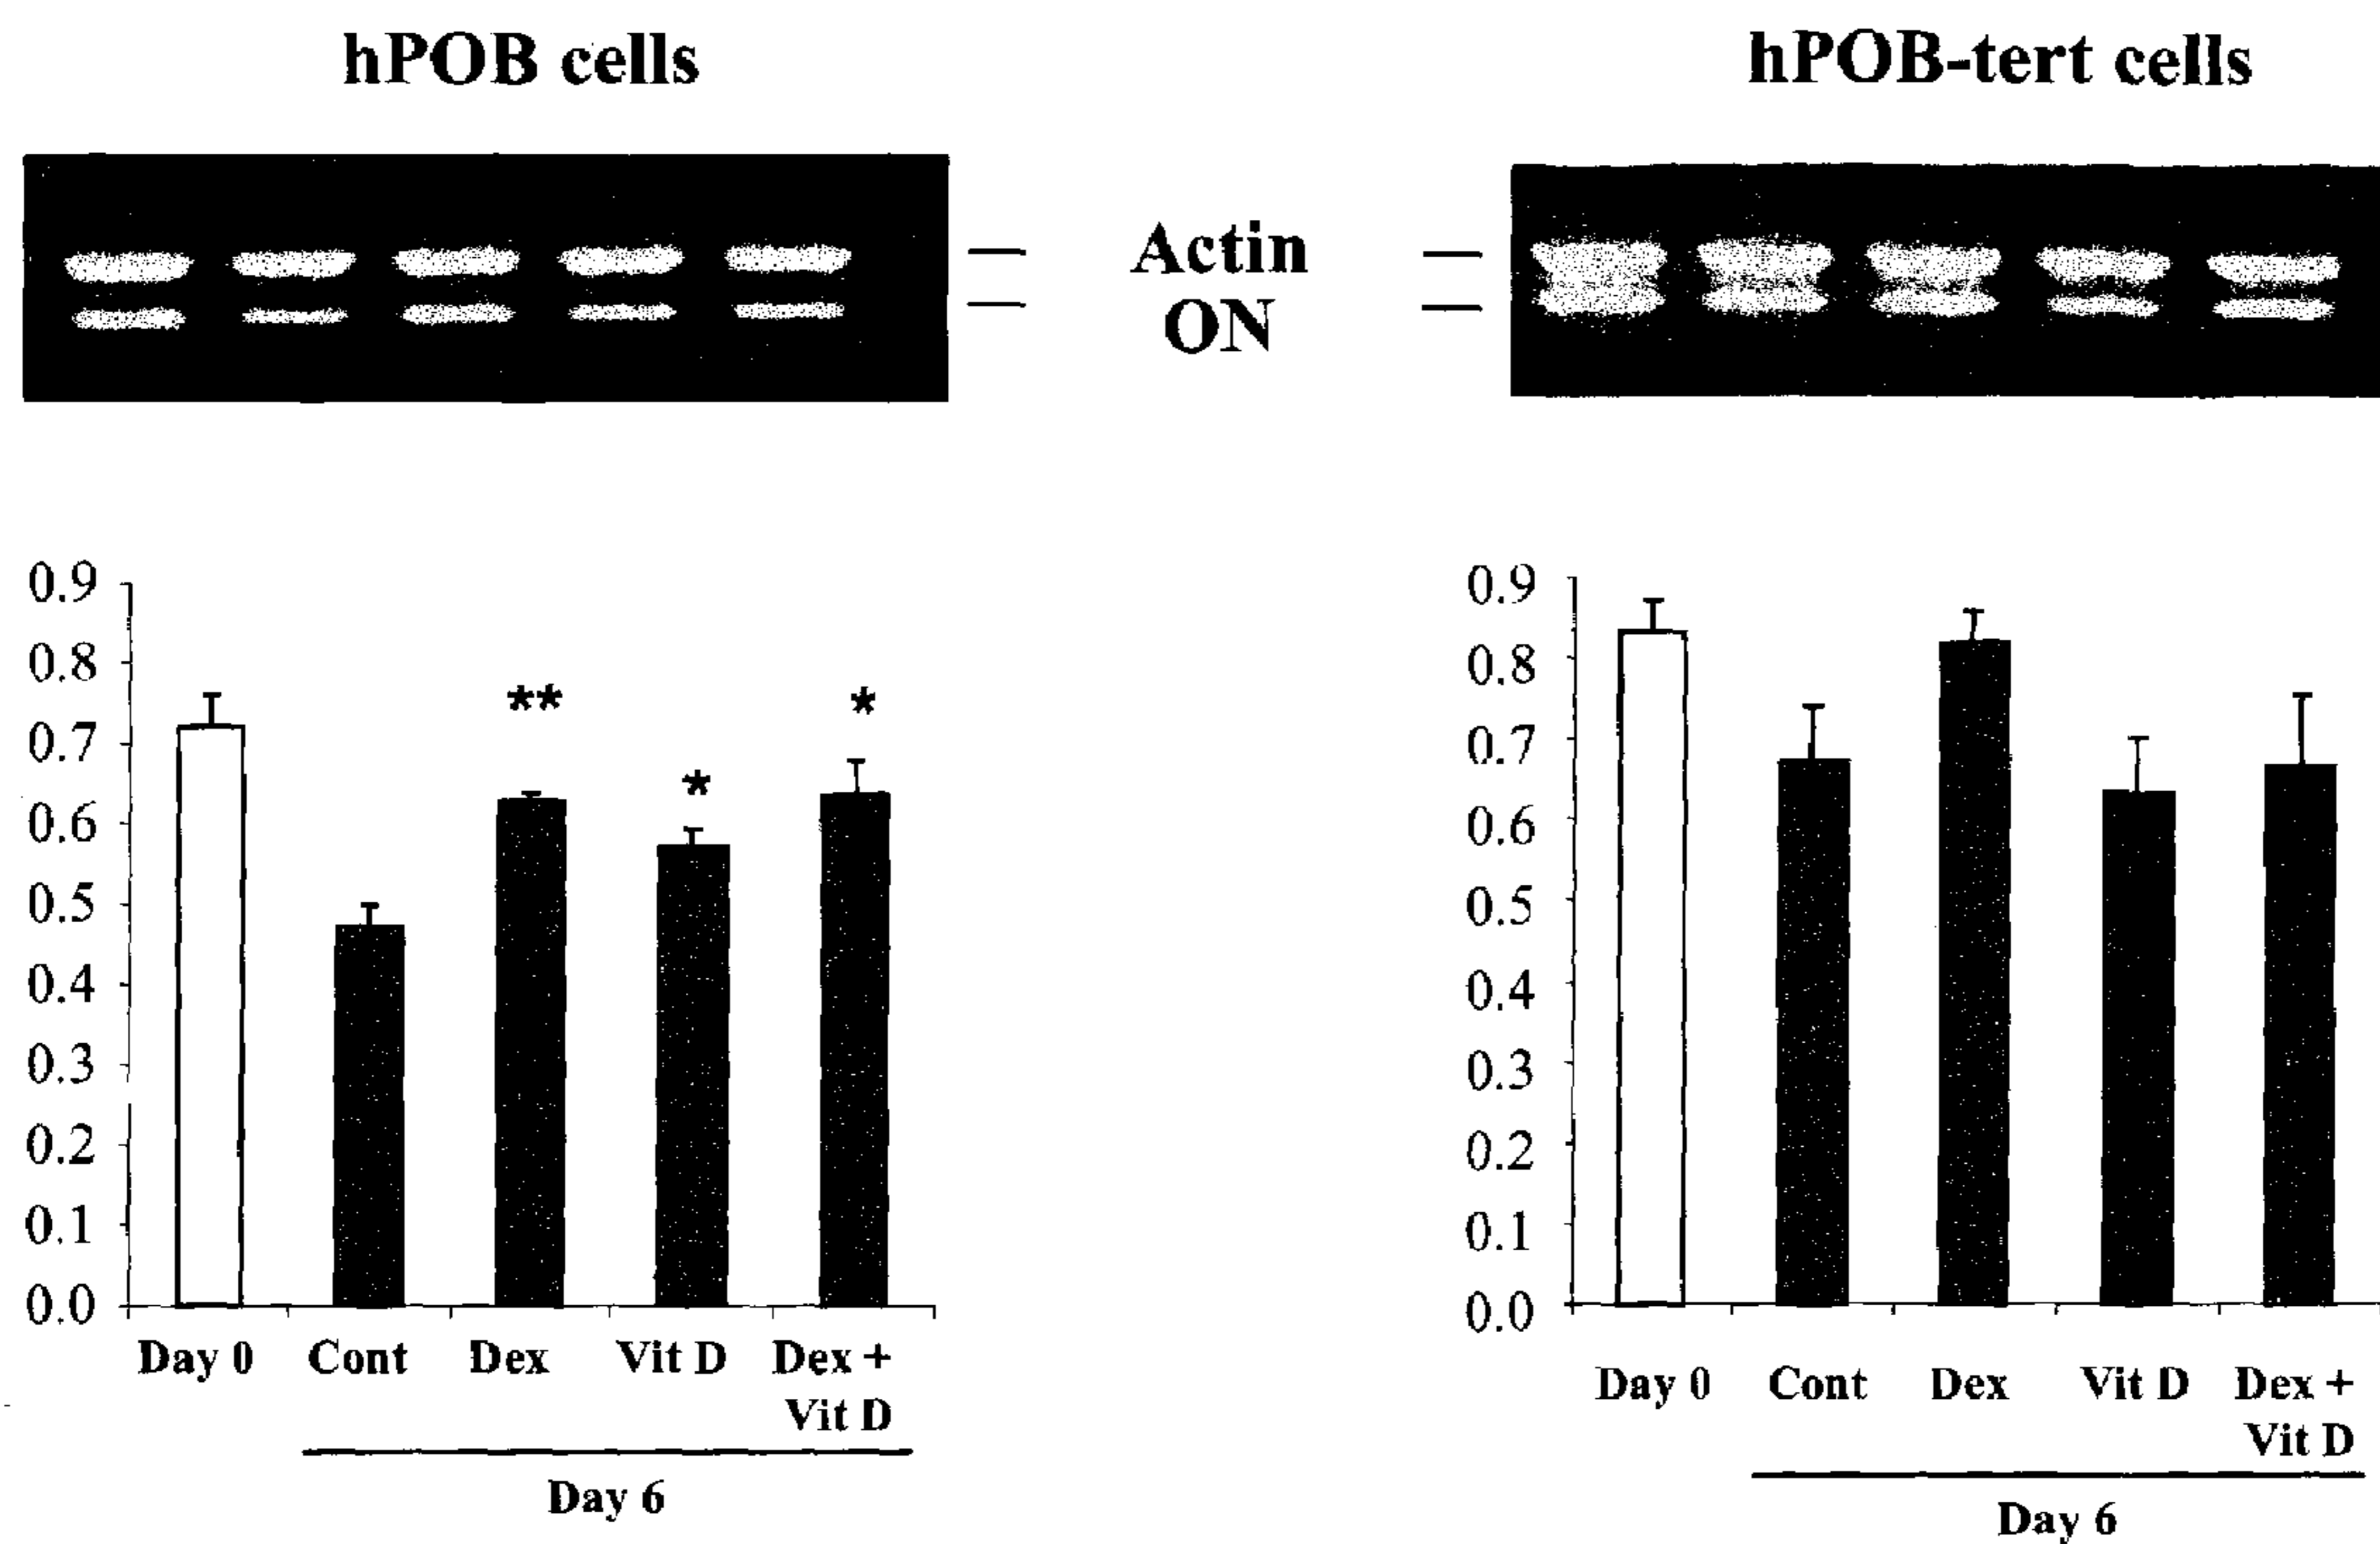 hPOB cells
hPOB-tert cells
Actin
ON
0.9
0.8
0.7
0.6
0.5
0.4
0.3
0.2
0.1
0.0
**
*
*
Day 0 Cont Dex Vit D Dex +
Vit D
Day 6
0.9
0.8
0.7
0.6
0.5
0.4
0.3
0.2
0.1
0.0
Day 0 Cont Dex Vit D Dex +
Vit D
Day 6